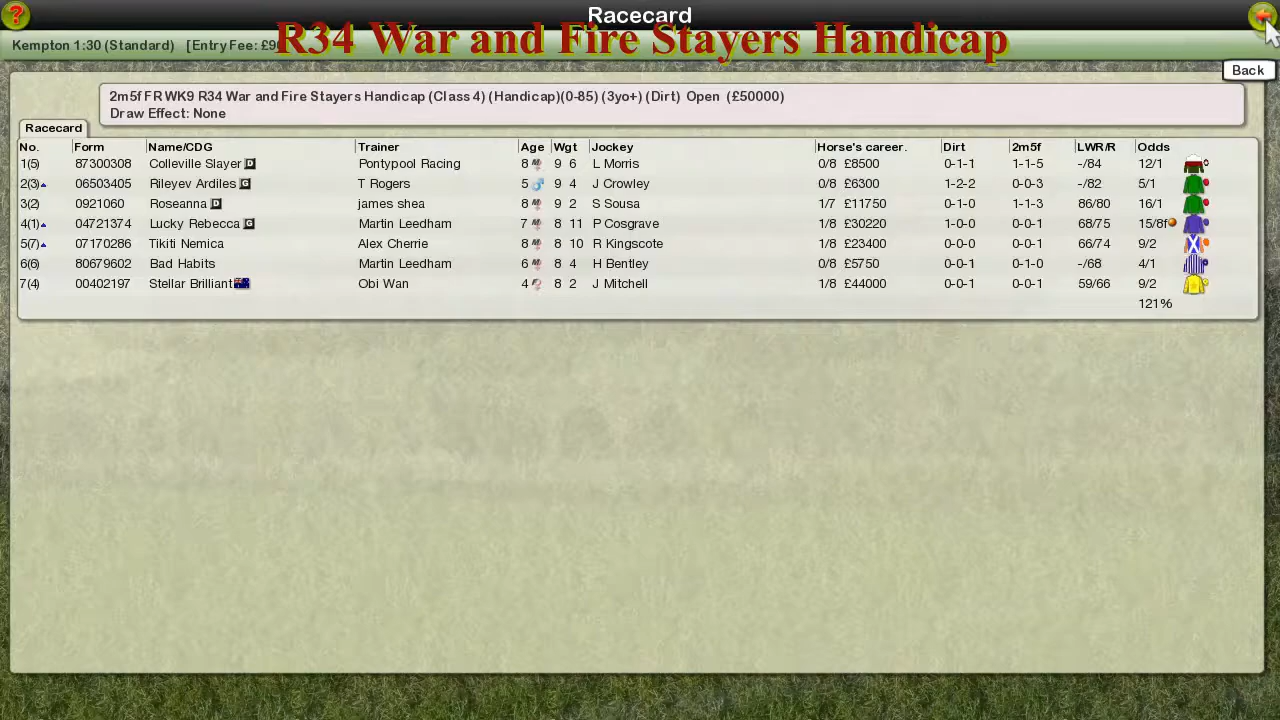 Racecard
R34 War and Fire Stayers Handicap
Kempton 1:30 (Standard) [Entry Fee: £9
Back
2m5f FR WK9 R34 War and Fire Stayers Handicap (Class 4) (Handicap)(0-85) (3yo+) (Dirt) Open (£50000)
Draw Effect: None
Racecard
No. Form Name/CDG Trainer Age Wgt Jockey Horse's career. Dirt 2m5f LWR/R Odds
1(5) 87300308 Colleville Slayer D Pontypool Racing 8 9 6 L Morris 0/8 £8500 0-1-1 1-1-5 -/84 12/1
2(3) 06503405 Rileyev Ardiles G T Rogers 5 9 4 J Crowley 0/8 £6300 1-2-2 0-0-3 -/82 5/1
3(2) 0921060 Roseanna D james shea 8 9 2 S Sousa 1/7 £11750 0-1-0 1-1-3 86/80 16/1
4(1) 04721374 Lucky Rebecca G Martin Leedham 7 8 11 P Cosgrave 1/8 £30220 1-0-0 0-0-1 68/75 15/8f
5(7) 07170286 Tikiti Nemica Alex Cherrie 8 8 10 R Kingscote 1/8 £23400 0-0-0 0-0-1 66/74 9/2
6(6) 80679602 Bad Habits Martin Leedham 6 8 4 H Bentley 0/8 £5750 0-0-1 0-1-0 -/68 4/1
7(4) 00402197 Stellar Brilliant Obi Wan 4 8 2 J Mitchell 1/8 £44000 0-0-1 0-0-1 59/66 9/2
121%